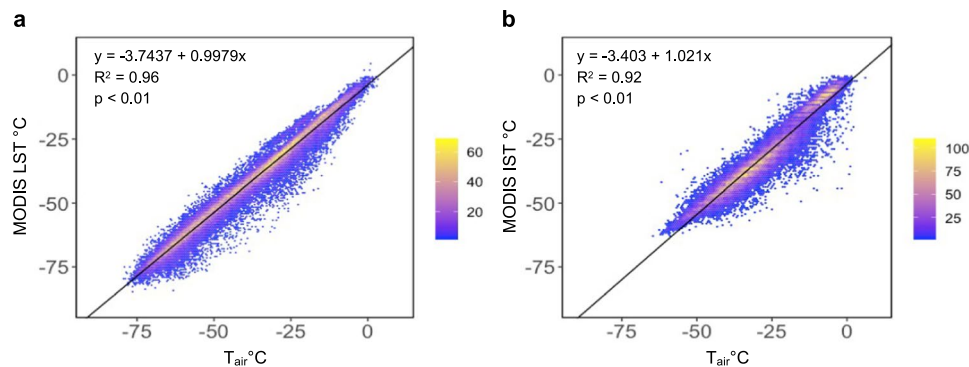 a
y = -3.7437 + 0.9979x
R² = 0.96
p < 0.01
MODIS LST °C
0
-25
-50
-75
-75 -50 -25 0
Tair°C
60
40
20
b
y = -3.403 + 1.021x
R² = 0.92
p < 0.01
MODIS IST °C
0
-25
-50
-75
-75 -50 -25 0
Tair°C
100
75
50
25